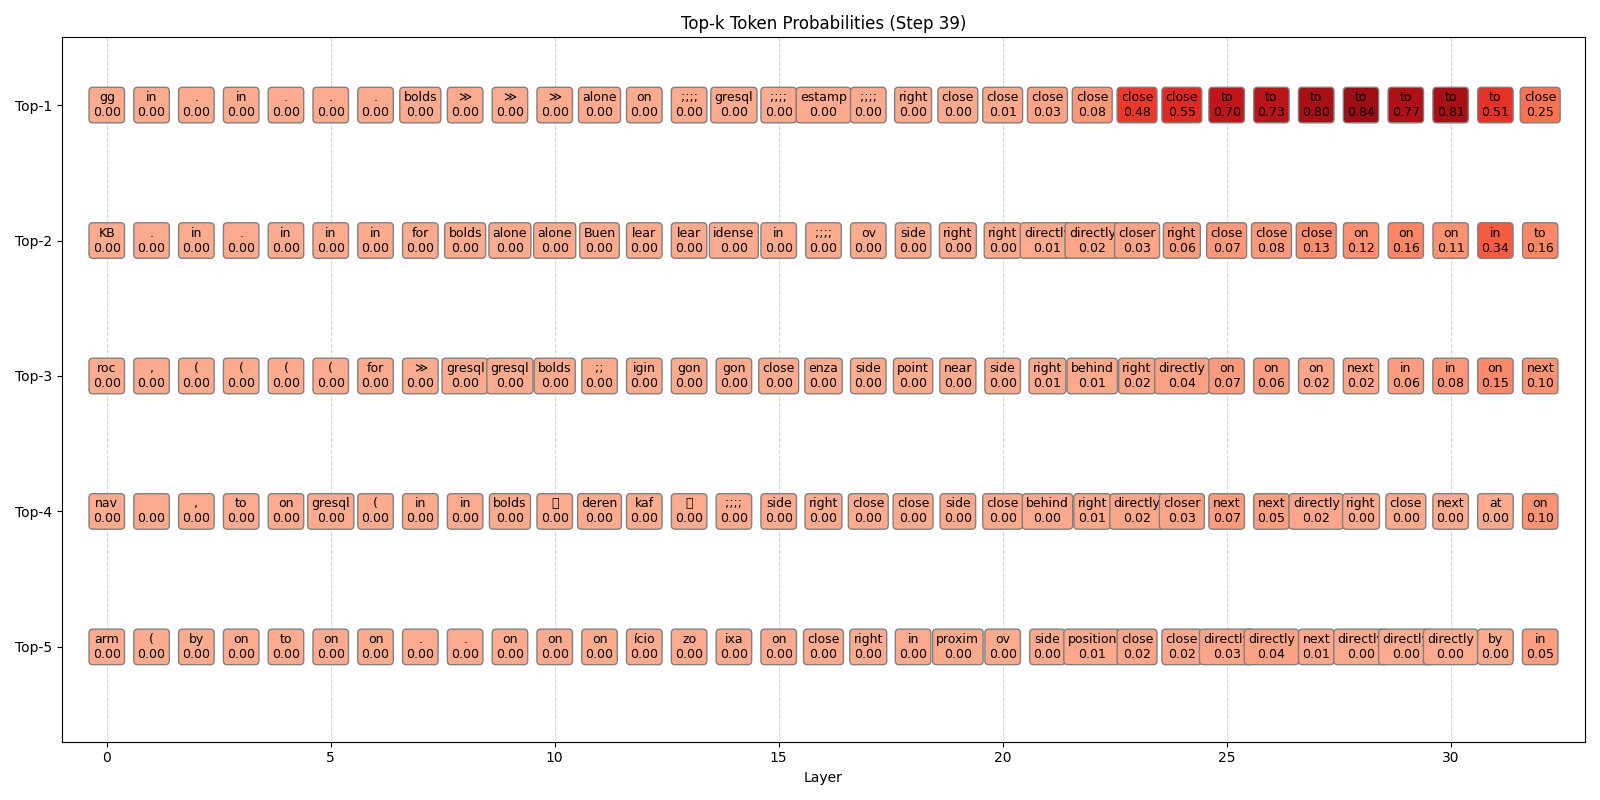 Top-k Token Probabilities (Step 39)
Top-1
gg in . in . . . bolds ≫ ≫ ≫ alone on ;;;; gresql ;;;; estamp ;;;; right close close close close close close to to to to to to to close
0.00 0.00 0.00 0.00 0.00 0.00 0.00 0.00 0.00 0.00 0.00 0.00 0.00 0.00 0.00 0.00 0.00 0.00 0.00 0.00 0.01 0.03 0.08 0.48 0.55 0.70 0.73 0.80 0.84 0.77 0.81 0.51 0.25
Top-2
KB . in . in in in for bolds alone alone Buen lear lear idense in ;;;; ov side right right directl directly closer right close close close on on on in to
0.00 0.00 0.00 0.00 0.00 0.00 0.00 0.00 0.00 0.00 0.00 0.00 0.00 0.00 0.00 0.00 0.00 0.00 0.00 0.00 0.00 0.01 0.02 0.03 0.06 0.07 0.08 0.13 0.12 0.16 0.11 0.34 0.16
Top-3
roc , ( ( ( ( for ≫ gresql gresql bolds ;; igin gon gon close enza side point near side right behind right directly on on on next in in on next
0.00 0.00 0.00 0.00 0.00 0.00 0.00 0.00 0.00 0.00 0.00 0.00 0.00 0.00 0.00 0.00 0.00 0.00 0.00 0.00 0.00 0.01 0.01 0.02 0.04 0.07 0.06 0.02 0.02 0.06 0.08 0.15 0.10
Top-4
nav , to on gresql ( in in bolds deren kaf ;;;; side right close close side close behind right directly closer next next directly right close next at on
0.00 0.00 0.00 0.00 0.00 0.00 0.00 0.00 0.00 0.00 0.00 0.00 0.00 0.00 0.00 0.00 0.00 0.00 0.00 0.00 0.00 0.00 0.01 0.02 0.03 0.07 0.05 0.02 0.00 0.00 0.00 0.00 0.10
Top-5
arm ( by on to on on . . on on on ício zo ixa on close right in proxim ov side position close close directl directly next directl directl directly by in
0.00 0.00 0.00 0.00 0.00 0.00 0.00 0.00 0.00 0.00 0.00 0.00 0.00 0.00 0.00 0.00 0.00 0.00 0.00 0.00 0.00 0.00 0.01 0.02 0.02 0.03 0.04 0.01 0.00 0.00 0.00 0.00 0.05
0 5 10 15 20 25 30
Layer